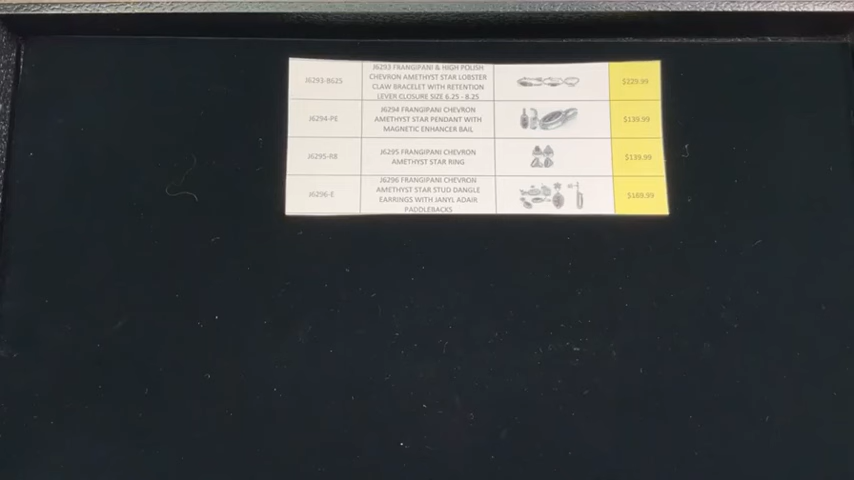 J6293-B625
J6293 FRANGIPANI & HIGH POLISH
CHEVRON AMETHYST STAR LOBSTER
CLAW BRACELET WITH RETENTION
LEVER CLOSURE SIZE 6.25 - 8.25
$229.99
J6294-PE
J6294 FRANGIPANI CHEVRON
AMETHYST STAR PENDANT WITH
MAGNETIC ENHANCER BAIL
$139.99
J6295-RB
J6295 FRANGIPANI CHEVRON
AMETHYST STAR RING
$139.99
J6296-E
J6296 FRANGIPANI CHEVRON
AMETHYST STAR STUD DANGLE
EARRINGS WITH JANYL ADAIR
PADDLEBACKS
$169.99